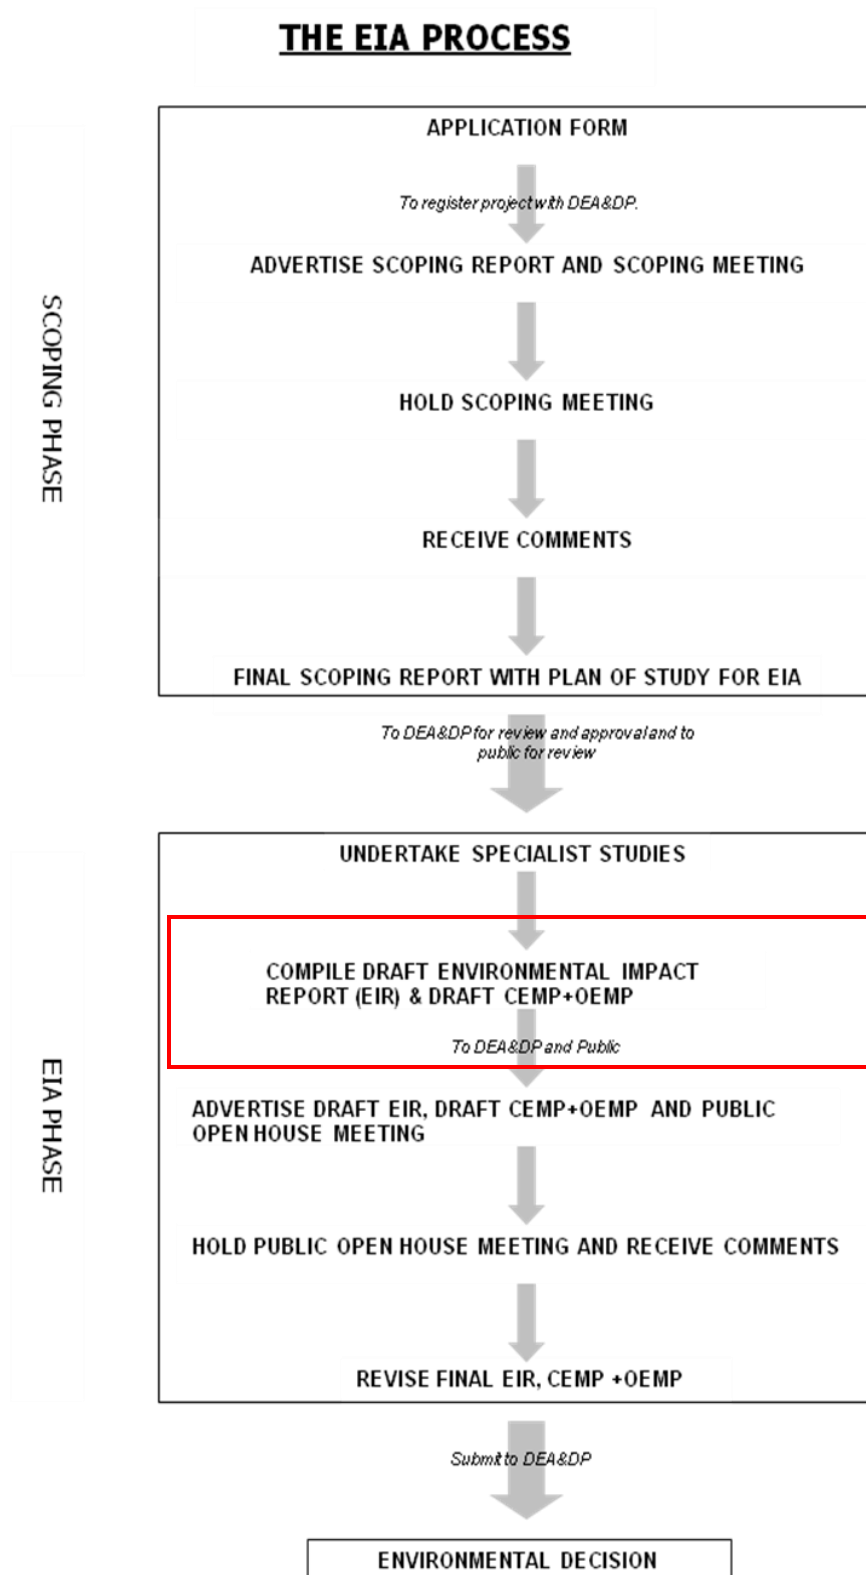 THE EIA PROCESS
APPLICATION FORM
To register project with DEA&DP.
ADVERTISE SCOPING REPORT AND SCOPING MEETING
HOLD SCOPING MEETING
RECEIVE COMMENTS
FINAL SCOPING REPORT WITH PLAN OF STUDY FOR EIA
SCOPING PHASE
To DEA&DP for review and approval and to
public for review
UNDERTAKE SPECIALIST STUDIES
COMPILE DRAFT ENVIRONMENTAL IMPACT
REPORT (EIR) & DRAFT CEMP+OEMP
To DEA&DP and Public
ADVERTISE DRAFT EIR, DRAFT CEMP+OEMP AND PUBLIC
OPEN HOUSE MEETING
HOLD PUBLIC OPEN HOUSE MEETING AND RECEIVE COMMENTS
REVISE FINAL EIR, CEMP +OEMP
EIA PHASE
Submit to DEA&DP
ENVIRONMENTAL DECISION